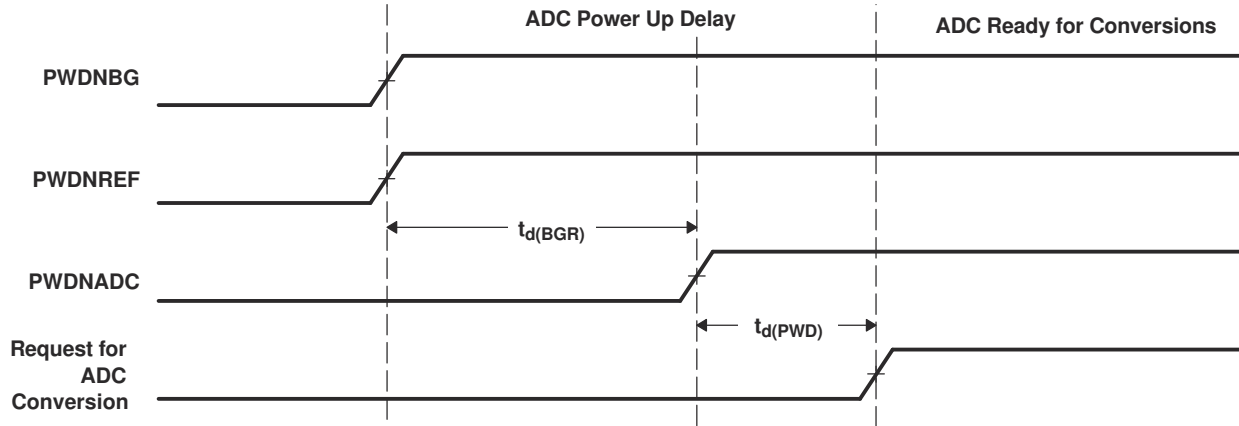 ADC Power Up Delay
ADC Ready for Conversions
PWDNBG
PWDNREF
td(BGR)
PWDNADC
td(PWD)
Request for
ADC
Conversion